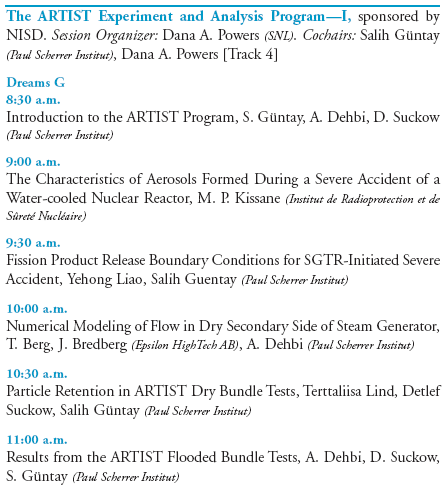 The ARTIST Experiment and Analysis Program—I, sponsored by
NISD. Session Organizer: Dana A. Powers (SNL). Cochairs: Salih Güntay
(Paul Scherrer Institut), Dana A. Powers [Track 4]
Dreams G
8:30 a.m.
Introduction to the ARTIST Program, S. Güntay, A. Dehbi, D. Suckow
(Paul Scherrer Institut)
9:00 a.m.
The Characteristics of Aerosols Formed During a Severe Accident of a
Water-cooled Nuclear Reactor, M. P. Kissane (Institut de Radioprotection et de
Sûreté Nucléaire)
9:30 a.m.
Fission Product Release Boundary Conditions for SGTR-Initiated Severe
Accident, Yehong Liao, Salih Guentay (Paul Scherrer Institut)
10:00 a.m.
Numerical Modeling of Flow in Dry Secondary Side of Steam Generator,
T. Berg, J. Bredberg (Epsilon HighTech AB), A. Dehbi (Paul Scherrer Institut)
10:30 a.m.
Particle Retention in ARTIST Dry Bundle Tests, Terttaliisa Lind, Detlef
Suckow, Salih Güntay (Paul Scherrer Institut)
11:00 a.m.
Results from the ARTIST Flooded Bundle Tests, A. Dehbi, D. Suckow,
S. Güntay (Paul Scherrer Institut)